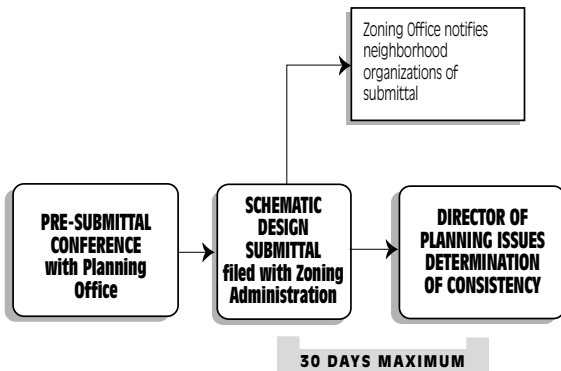 Zoning Office notifies
neighborhood
organizations of
submittal
PRE-SUBMITTAL
CONFERENCE
with Planning
Office
SCHEMATIC
DESIGN
SUBMITTAL
filed with Zoning
Administration
DIRECTOR OF
PLANNING ISSUES
DETERMINATION
OF CONSISTENCY
30 DAYS MAXIMUM